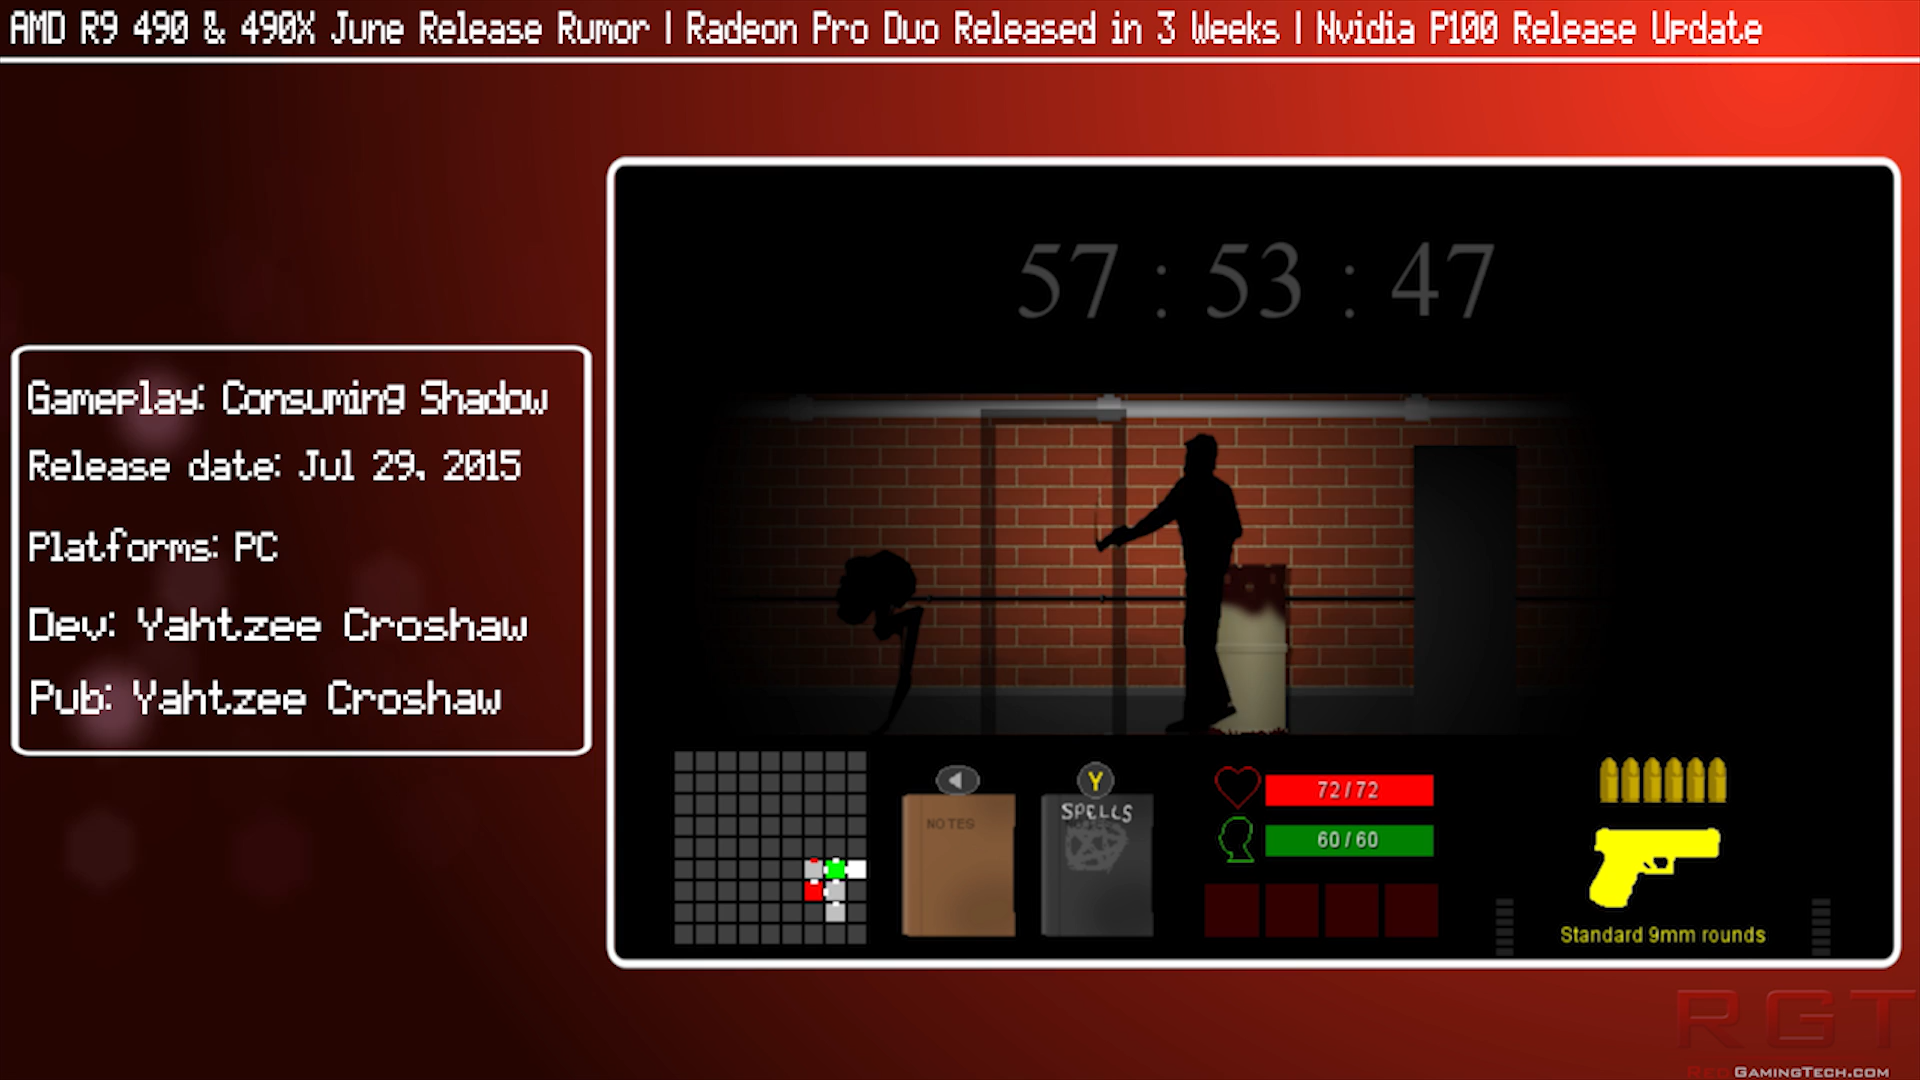 AMD R9 490 & 490X June Release Rumor | Radeon Pro Duo Released in 3 Weeks | Nvidia P100 Release Update
57 : 53 : 47
Gameplay: Consuming Shadow
Release date: Jul 29, 2015
Platforms: PC
Dev: Yahtzee Croshaw
Pub: Yahtzee Croshaw
Y
NOTES
SPELLS
NOTES
72/72
60/60
Standard 9mm rounds
RGT
RED GAMINGTECH.COM